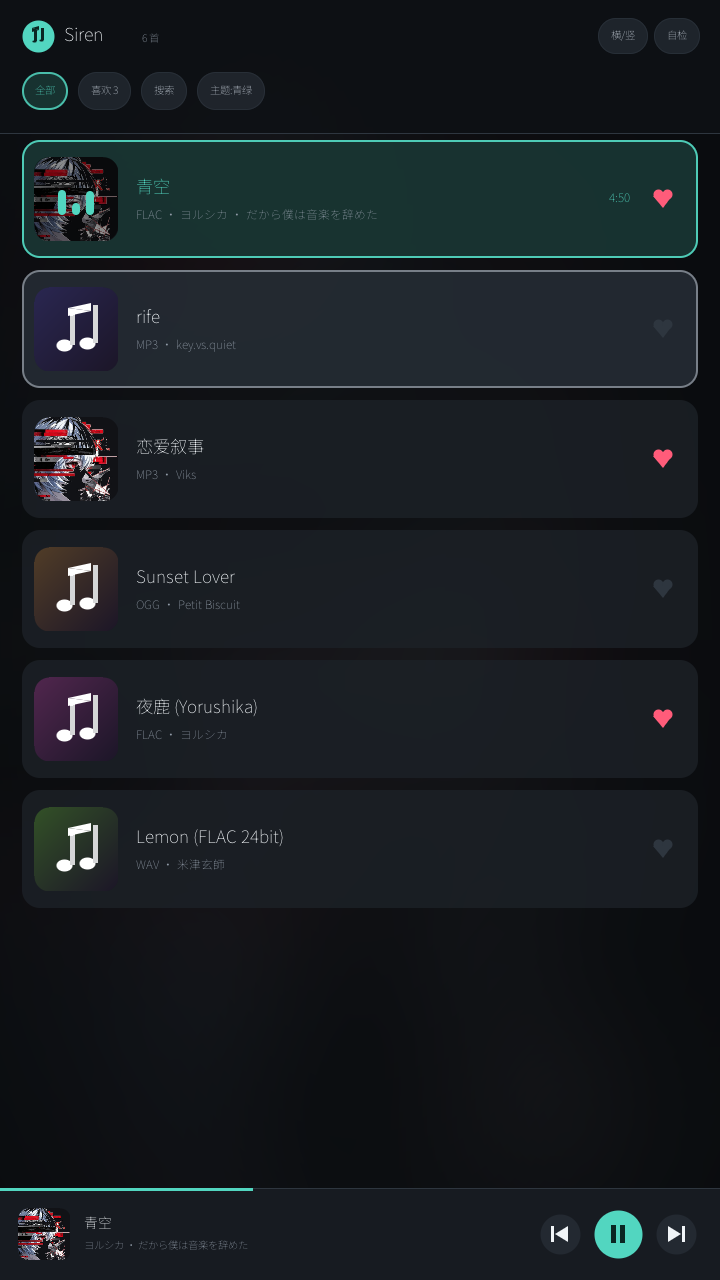 Siren 6 首 横/竖 自检
全部 喜欢 3 搜索 主题:青绿
青空
FLAC • ヨルシカ • だから僕は音楽を辞めた
4:50
rife
MP3 • key.vs.quiet
恋爱叙事
MP3 • Viks
Sunset Lover
OGG • Petit Biscuit
夜鹿 (Yorushika)
FLAC • ヨルシカ
Lemon (FLAC 24bit)
WAV • 米津玄師
青空
ヨルシカ • だから僕は音楽を辞めた